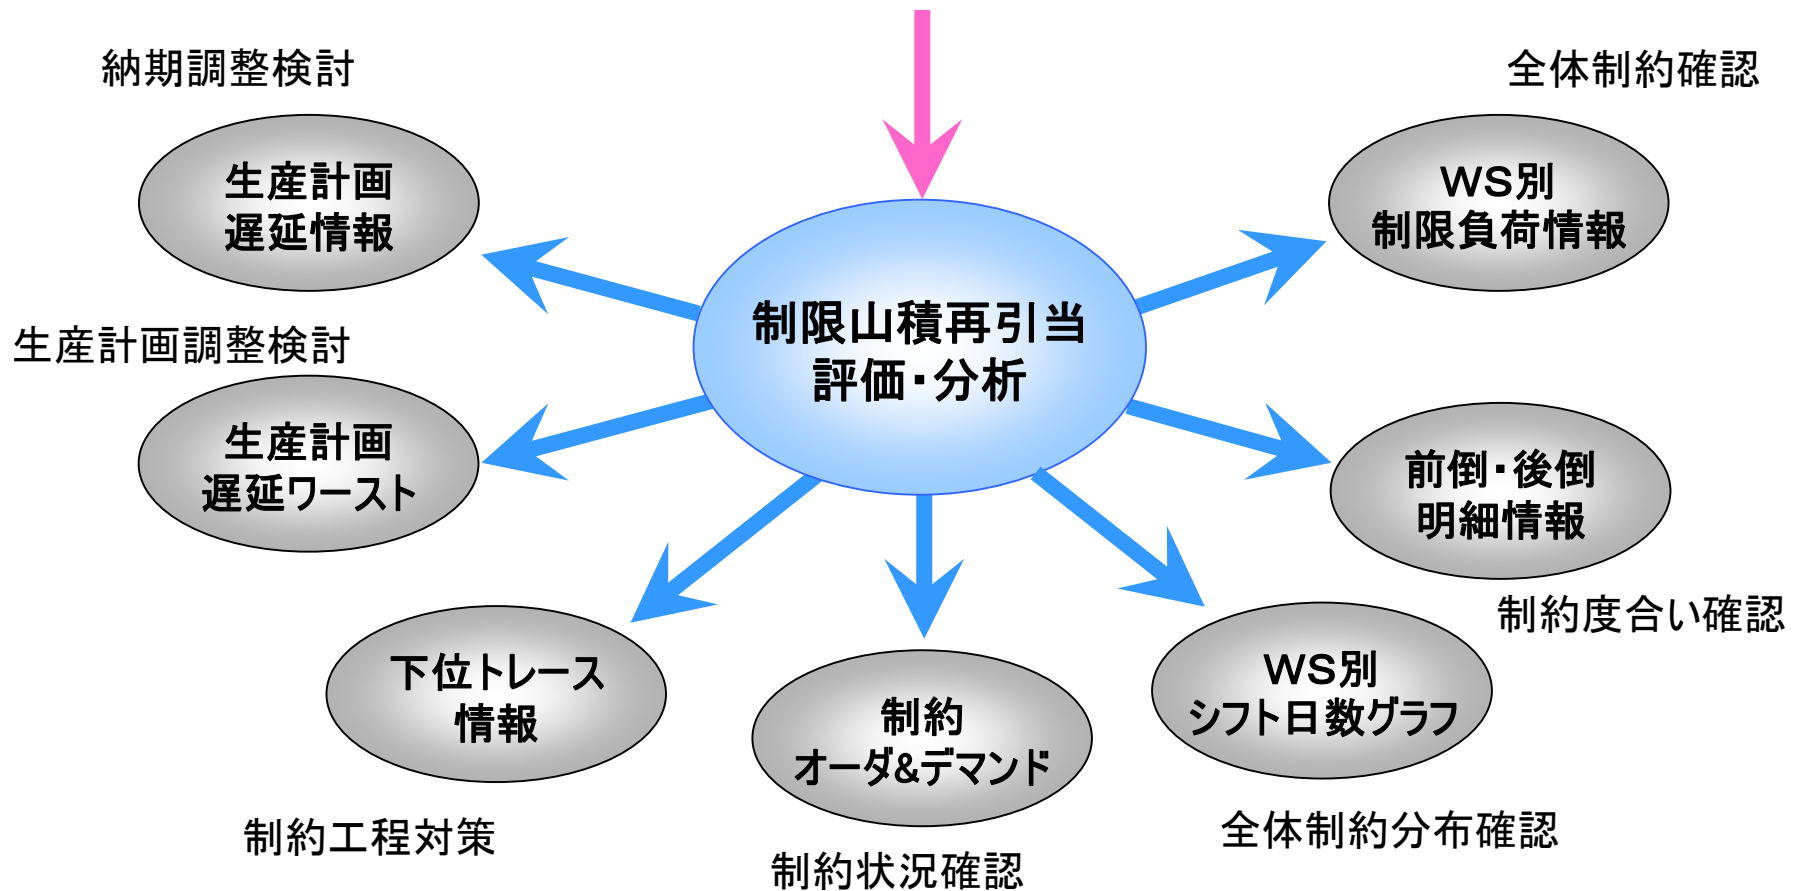 納期調整検討
生産計画
遅延情報
生産計画調整検討
生産計画
遅延ワースト
下位トレース
情報
制約工程対策
制限山積再引当
評価・分析
制約
オーダ&デマンド
制約状況確認
全体制約確認
WS別
制限負荷情報
前倒・後倒
明細情報
制約度合い確認
WS別
シフト日数グラフ
全体制約分布確認